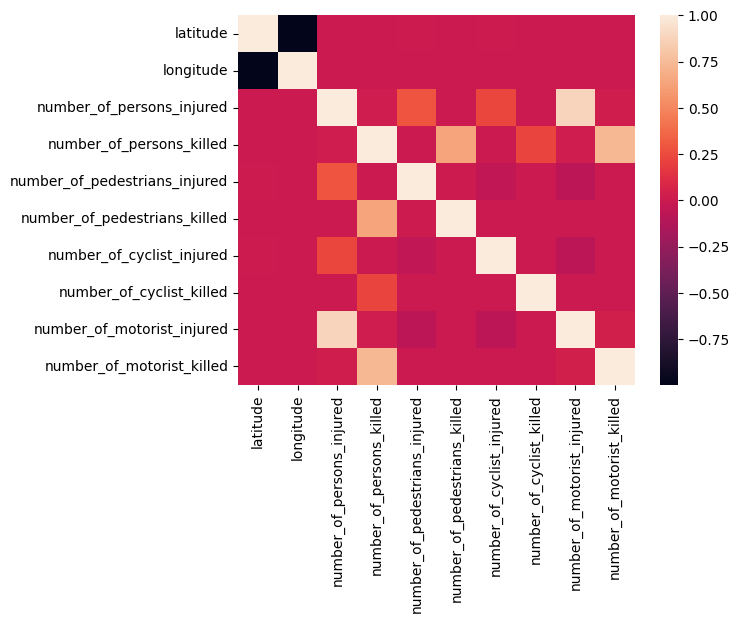 latitude
longitude
number_of_persons_injured
number_of_persons_killed
number_of_pedestrians_injured
number_of_pedestrians_killed
number_of_cyclist_injured
number_of_cyclist_killed
number_of_motorist_injured
number_of_motorist_killed
latitude
longitude
number_of_persons_injured
number_of_persons_killed
number_of_pedestrians_injured
number_of_pedestrians_killed
number_of_cyclist_injured
number_of_cyclist_killed
number_of_motorist_injured
number_of_motorist_killed
1.00
0.75
0.50
0.25
0.00
−0.25
−0.50
−0.75